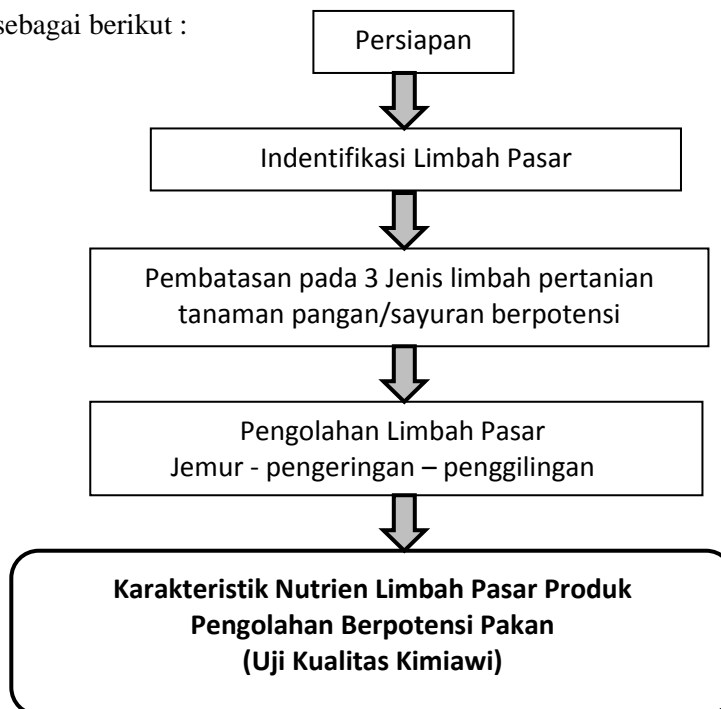 sebagai berikut :
Persiapan
Indentifikasi Limbah Pasar
Pembatasan pada 3 Jenis limbah pertanian
tanaman pangan/sayuran berpotensi
Pengolahan Limbah Pasar
Jemur - pengeringan – penggilingan
Karakteristik Nutrien Limbah Pasar Produk
Pengolahan Berpotensi Pakan
(Uji Kualitas Kimiawi)